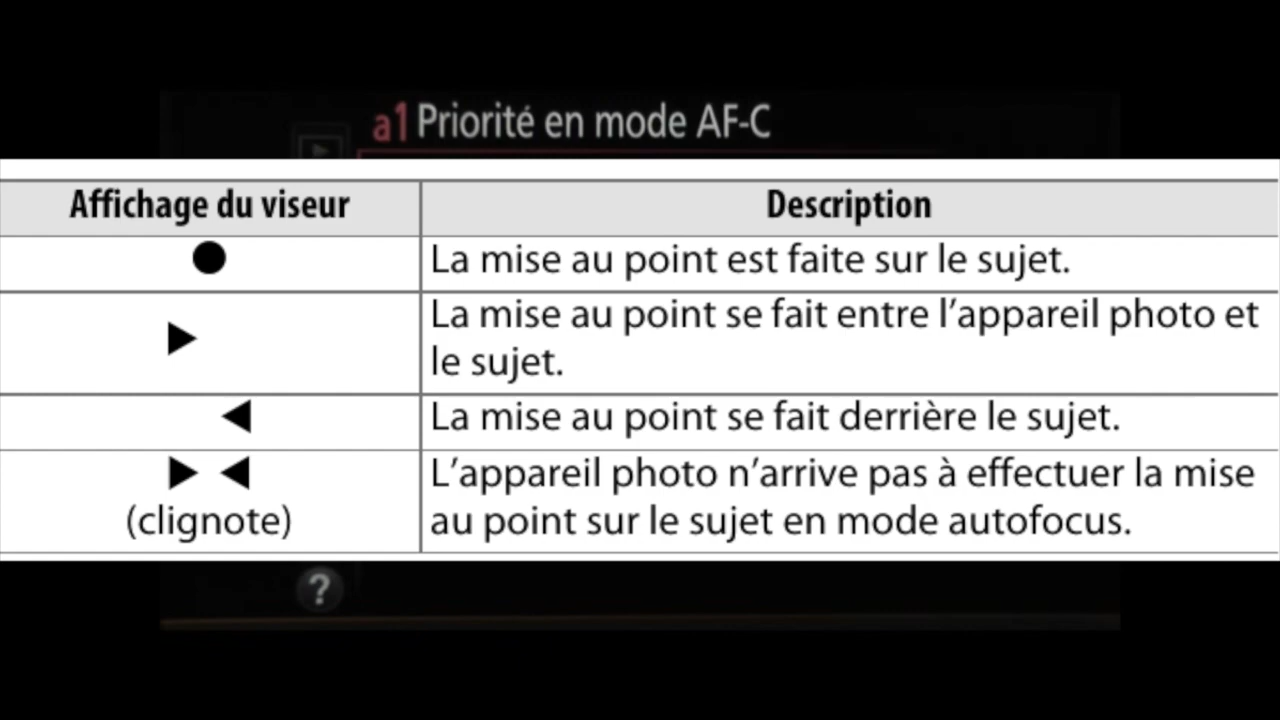 a1 Priorité en mode AF-C
Affichage du viseur
Description
●
La mise au point est faite sur le sujet.
▶
La mise au point se fait entre l’appareil photo et
le sujet.
◀
La mise au point se fait derrière le sujet.
▶ ◀
(clignote)
L’appareil photo n’arrive pas à effectuer la mise
au point sur le sujet en mode autofocus.
?